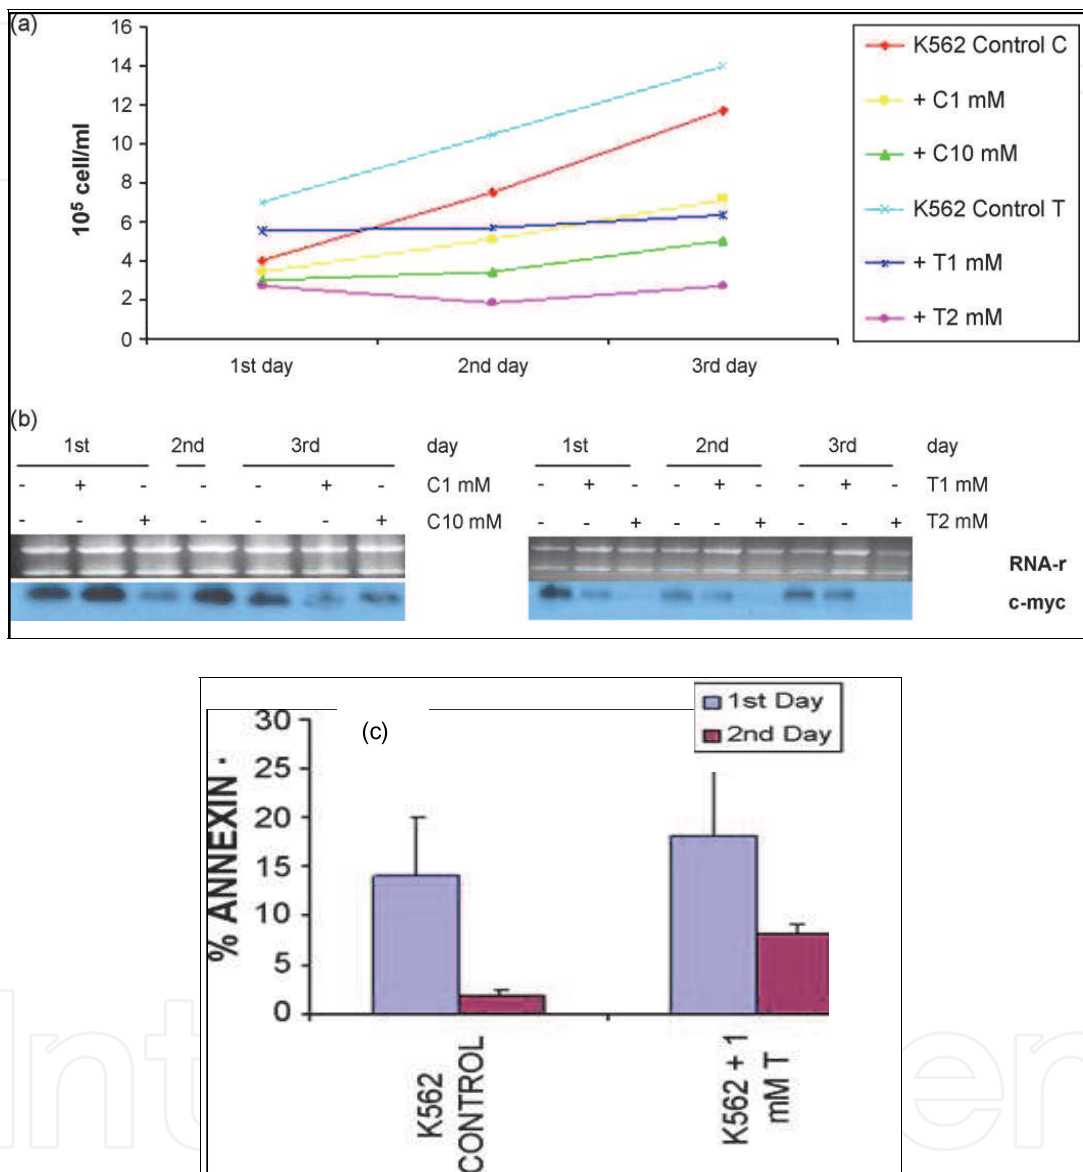 (a)
16
14
12
10
8
6
4
2
0
10⁵ cell/ml
1st day 2nd day 3rd day
K562 Control C
+ C1 mM
+ C10 mM
K562 Control T
+ T1 mM
+ T2 mM
(b)
1st 2nd 3rd day
- + - - - + - C1 mM
- - + - - - + C10 mM
1st 2nd 3rd day
- + - - + - - + - T1 mM
- - + - - + - - + T2 mM
RNA-r
c-myc
(c)
1st Day
2nd Day
30
25
20
15
10
5
0
% ANNEXIN
K562
CONTROL
K562 + 1
mM T